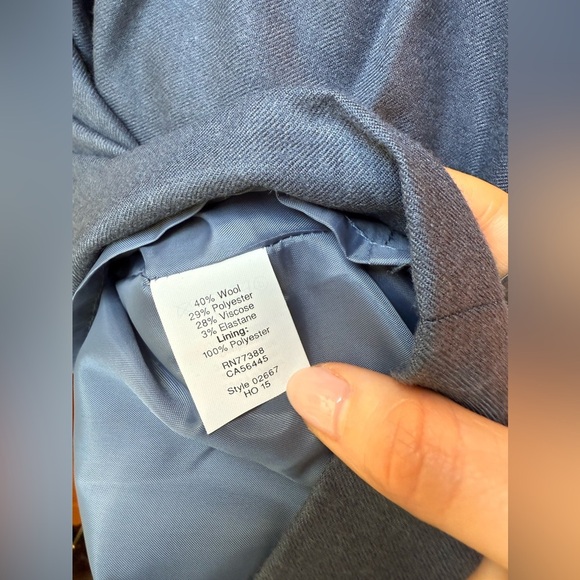 40% Wool
29% Polyester
28% Viscose
3% Elastane
Lining:
100% Polyester
RN77388
CA56445
Style 02667
HO 15